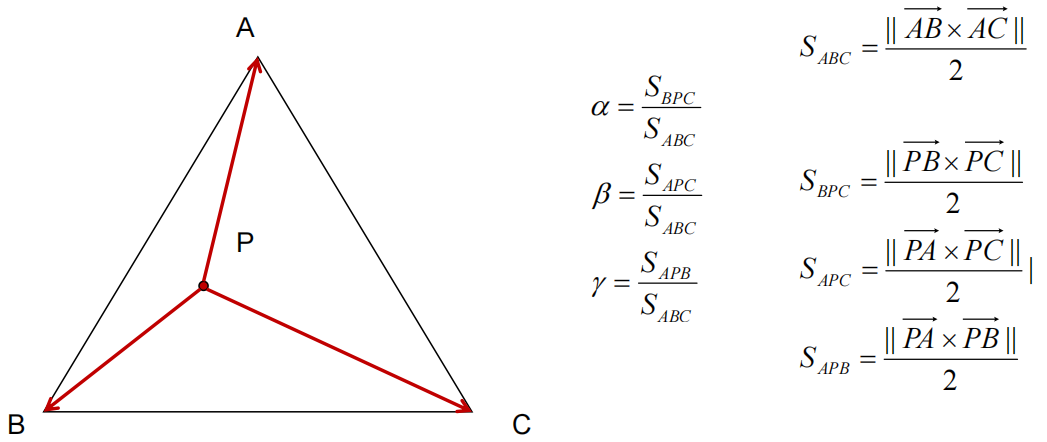 A
P
B
C
α = S_BPC / S_ABC
β = S_APC / S_ABC
γ = S_APB / S_ABC
S_ABC = ‖ AB→ × AC→ ‖ / 2
S_BPC = ‖ PB→ × PC→ ‖ / 2
S_APC = ‖ PA→ × PC→ ‖ / 2 |
S_APB = ‖ PA→ × PB→ ‖ / 2